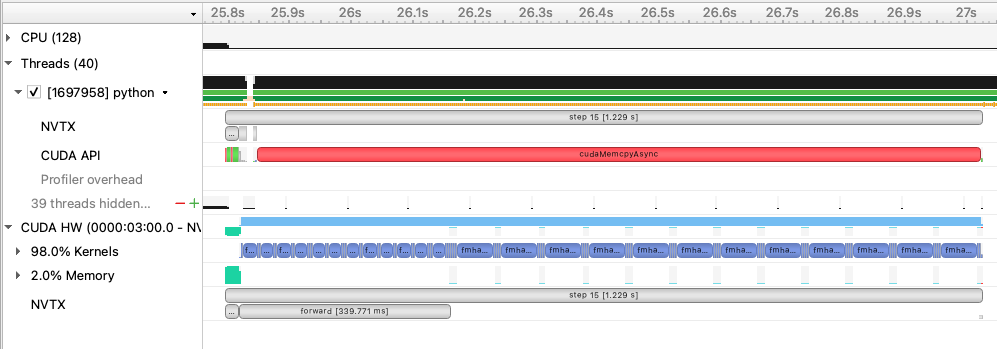 25.8s 25.9s 26s 26.1s 26.2s 26.3s 26.4s 26.5s 26.6s 26.7s 26.8s 26.9s 27s
CPU (128)
Threads (40)
[1697958] python
NVTX
step 15 [1.229 s]
...
CUDA API
cudaMemcpyAsync
Profiler overhead
39 threads hidden...
CUDA HW (0000:03:00.0 - NV
98.0% Kernels
f... ... f... ... ... ... ... f... ... ... ... ... fmha... fmha... fmha... fmha... fmha... fmha... fmha... fmha... fmha... fmha... fmha... fmha...
2.0% Memory
NVTX
step 15 [1.229 s]
... forward [339.771 ms]